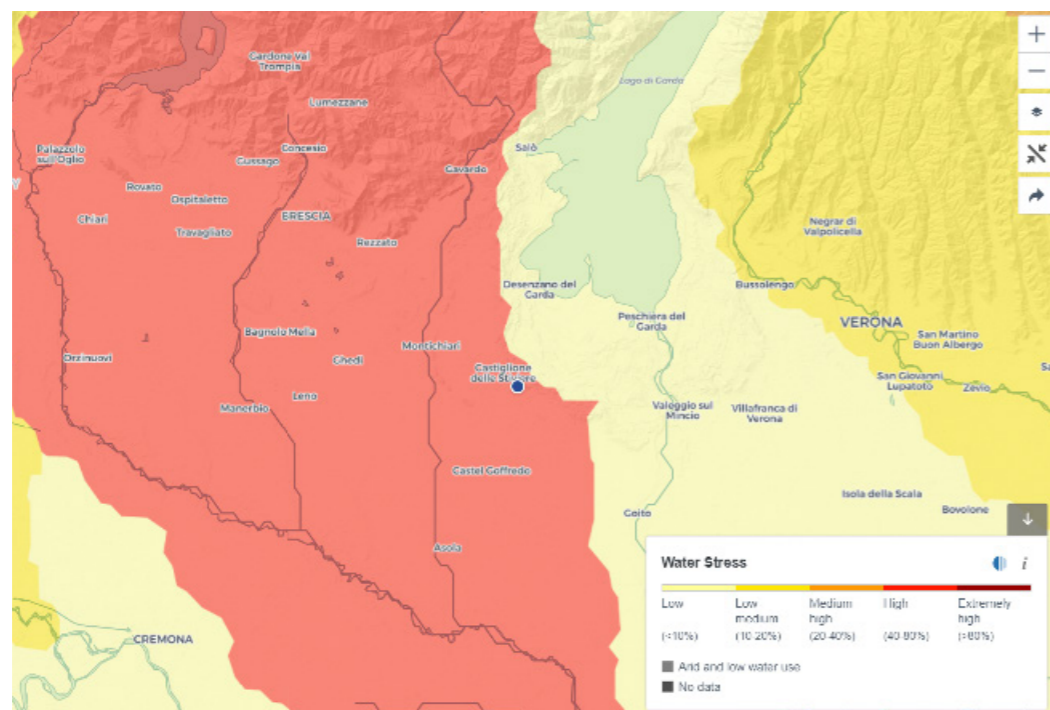 Gardone Val
Trompia
Lago di Garda
Lumezzane
Palazzolo
sull'Oglio
Concesio
Salò
Gussago
Gavardo
Rovato
Ospitaletto
Chiari
BRESCIA
Travagliato
Rezzato
Negrar di
Valpolicella
Desenzano del
Garda
Bussolengo
Peschiera del
Garda
VERONA
Bagnolo Mella
San Martino
Buon Albergo
Montichiari
Orzinuovi
Ghedi
Castiglione
delle Stiviere
San Giovanni
Lupatoto
Zevio
Leno
Manerbio
Valeggio sul
Mincio
Villafranca di
Verona
Castel Goffredo
Isola della Scala
Goito
Bovolone
Asola
CREMONA
Water Stress
i
Low
Low
medium
Medium
high
High
Extremely
high
(<10%)
(10-20%)
(20-40%)
(40-80%)
(>80%)
Arid and low water use
No data